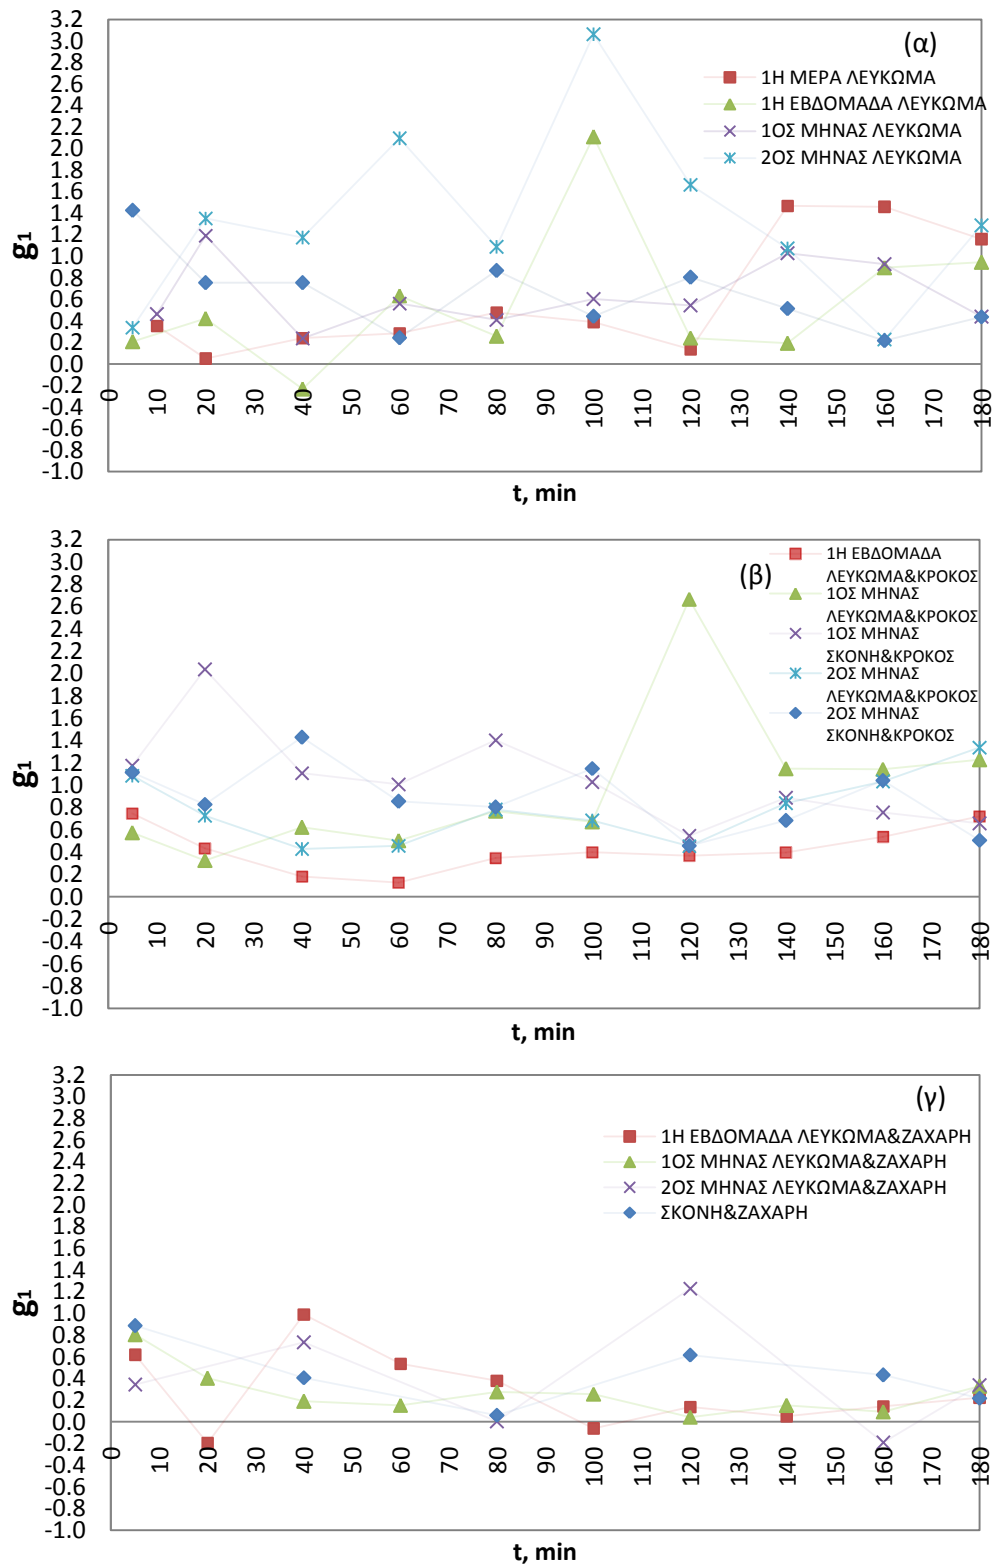 3.2
3.0
2.8
2.6
2.4
2.2
2.0
1.8
1.6
1.4
1.2
1.0
0.8
0.6
0.4
0.2
0.0
-0.2
-0.4
-0.6
-0.8
-1.0
g1
(α)
1Η ΜΕΡΑ ΛΕΥΚΩΜΑ
1Η ΕΒΔΟΜΑΔΑ ΛΕΥΚΩΜΑ
1ΟΣ ΜΗΝΑΣ ΛΕΥΚΩΜΑ
2ΟΣ ΜΗΝΑΣ ΛΕΥΚΩΜΑ
0 10 20 30 40 50 60 70 80 90 100 110 120 130 140 150 160 170 180
t, min
3.2
3.0
2.8
2.6
2.4
2.2
2.0
1.8
1.6
1.4
1.2
1.0
0.8
0.6
0.4
0.2
0.0
-0.2
-0.4
-0.6
-0.8
-1.0
g1
(β)
1Η ΕΒΔΟΜΑΔΑ
ΛΕΥΚΩΜΑ&ΚΡΟΚΟΣ
1ΟΣ ΜΗΝΑΣ
ΛΕΥΚΩΜΑ&ΚΡΟΚΟΣ
1ΟΣ ΜΗΝΑΣ
ΣΚΟΝΗ&ΚΡΟΚΟΣ
2ΟΣ ΜΗΝΑΣ
ΛΕΥΚΩΜΑ&ΚΡΟΚΟΣ
2ΟΣ ΜΗΝΑΣ
ΣΚΟΝΗ&ΚΡΟΚΟΣ
0 10 20 30 40 50 60 70 80 90 100 110 120 130 140 150 160 170 180
t, min
3.2
3.0
2.8
2.6
2.4
2.2
2.0
1.8
1.6
1.4
1.2
1.0
0.8
0.6
0.4
0.2
0.0
-0.2
-0.4
-0.6
-0.8
-1.0
g1
(γ)
1Η ΕΒΔΟΜΑΔΑ ΛΕΥΚΩΜΑ&ΖΑΧΑΡΗ
1ΟΣ ΜΗΝΑΣ ΛΕΥΚΩΜΑ&ΖΑΧΑΡΗ
2ΟΣ ΜΗΝΑΣ ΛΕΥΚΩΜΑ&ΖΑΧΑΡΗ
ΣΚΟΝΗ&ΖΑΧΑΡΗ
0 10 20 30 40 50 60 70 80 90 100 110 120 130 140 150 160 170 180
t, min